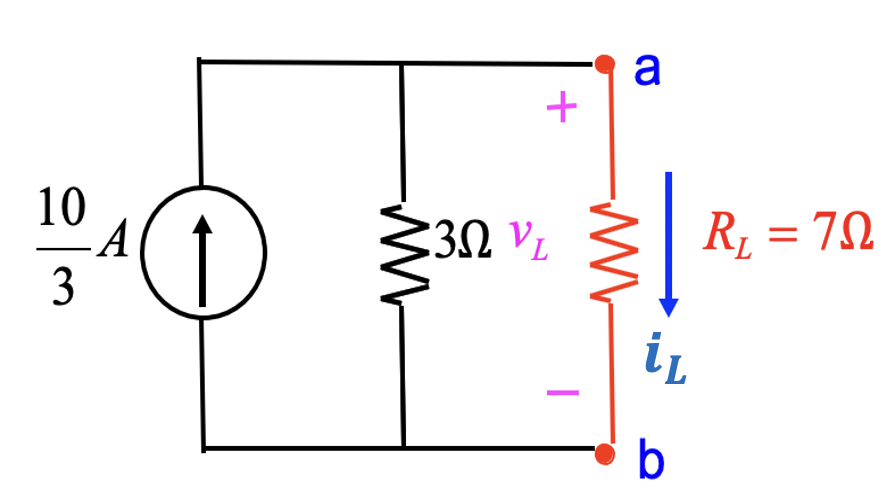 a
+
10/3 A
3Ω
v_L
R_L = 7Ω
i_L
−
b